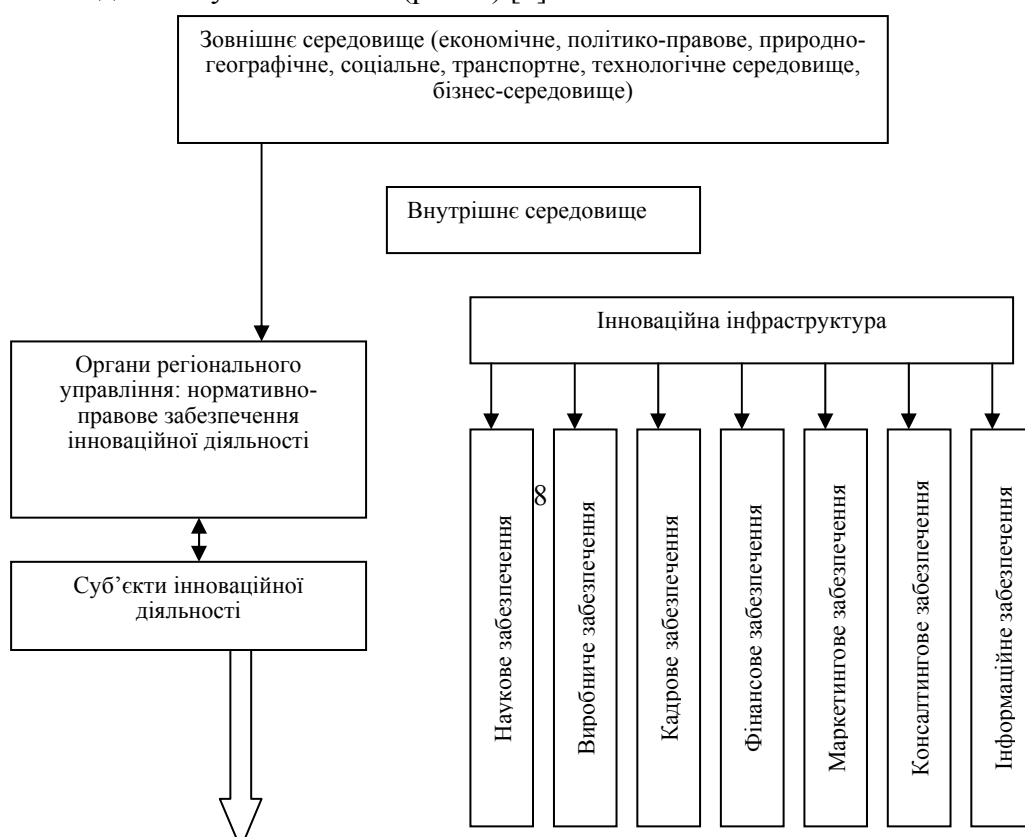 Зовнішнє середовище (економічне, політико-правове, природно-
географічне, соціальне, транспортне, технологічне середовище,
бізнес-середовище)
Внутрішнє середовище
Інноваційна інфраструктура
Органи регіонального
управління: нормативно-
правове забезпечення
інноваційної діяльності
Суб’єкти інноваційної
діяльності
Наукове забезпечення
8
Виробниче забезпечення
Кадрове забезпечення
Фінансове забезпечення
Маркетингове забезпечення
Консалтингове забезпечення
Інформаційне забезпечення